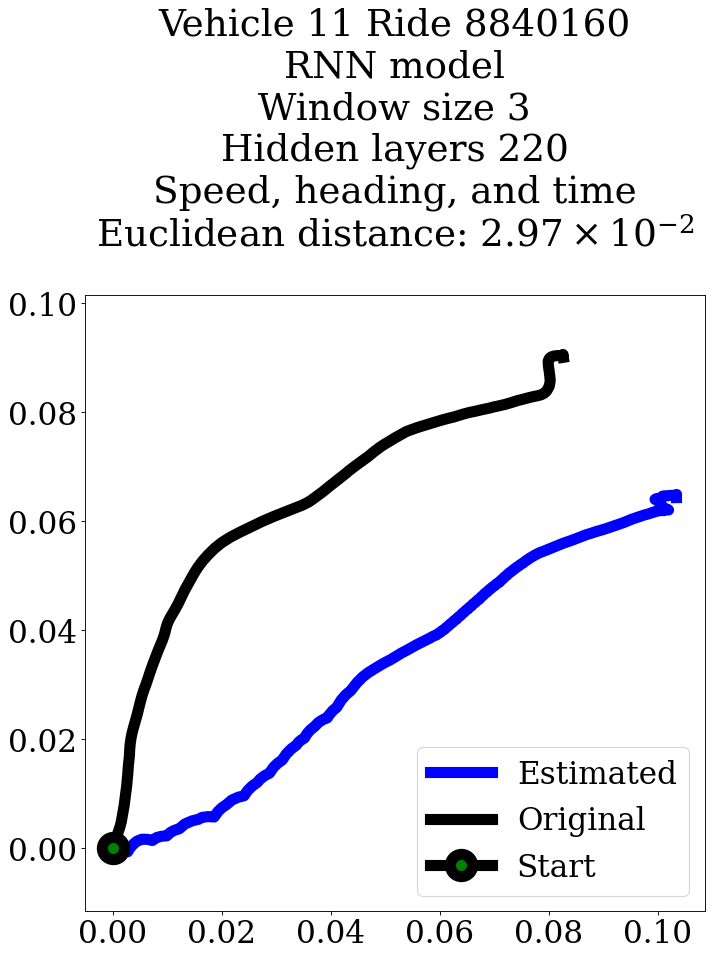 Vehicle 11 Ride 8840160
RNN model
Window size 3
Hidden layers 220
Speed, heading, and time
Euclidean distance: 2.97 × 10⁻²
0.10
0.08
0.06
0.04
0.02
0.00
Estimated
Original
Start
0.00 0.02 0.04 0.06 0.08 0.10